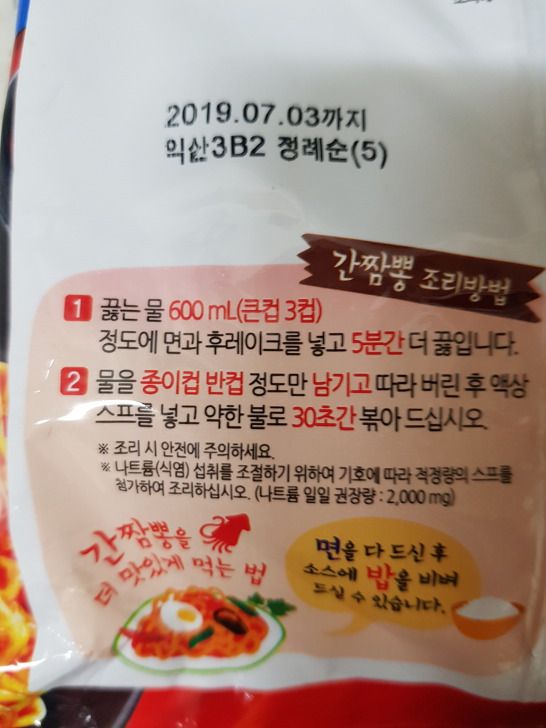 2019.07.03까지
익산3B2 정례순(5)
간짬뽕 조리방법
1 끓는 물 600 mL(큰컵 3컵)
정도에 면과 후레이크를 넣고 5분간 더 끓입니다.
2 물을 종이컵 반컵 정도만 남기고 따라 버린 후 액상
스프를 넣고 약한 불로 30초간 볶아 드십시오.
※ 조리 시 안전에 주의하세요.
※ 나트륨(식염) 섭취를 조절하기 위하여 기호에 따라 적정량의 스프를
첨가하여 조리하십시오. (나트륨 일일 권장량 : 2,000 mg)
간짬뽕을
더 맛있게 먹는 법
면을 다 드신 후
소스에 밥을 비벼
드실 수 있습니다.